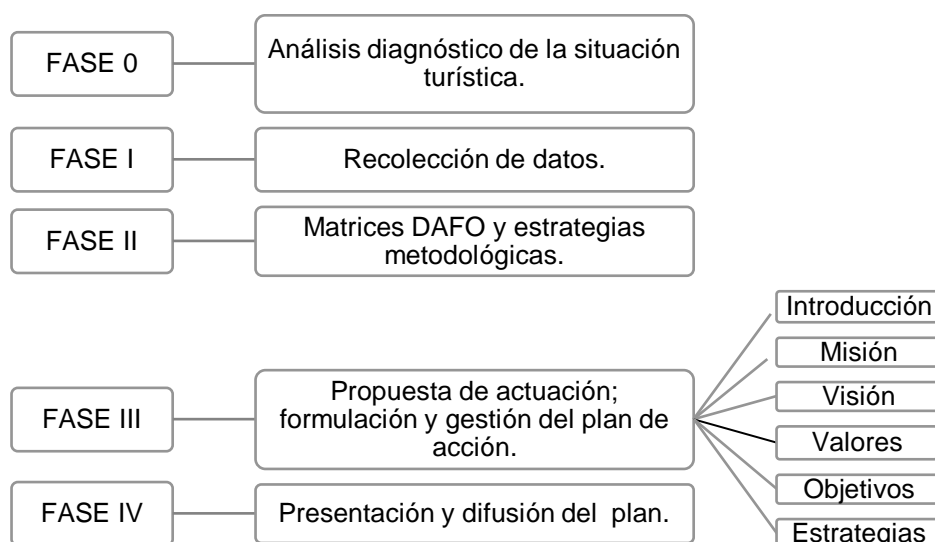 FASE 0
Análisis diagnóstico de la situación
turística.
FASE I
Recolección de datos.
FASE II
Matrices DAFO y estrategias
metodológicas.
FASE III
Propuesta de actuación;
formulación y gestión del plan de
acción.
Introducción
Misión
Visión
Valores
Objetivos
Estrategias
FASE IV
Presentación y difusión del plan.